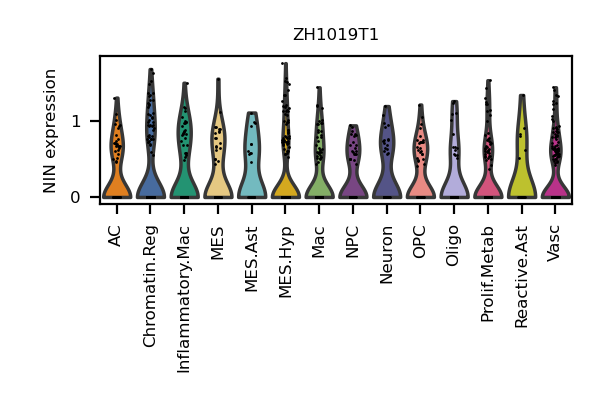 ZH1019T1
NIN expression
1
0
AC
Chromatin.Reg
Inflammatory.Mac
MES
MES.Ast
MES.Hyp
Mac
NPC
Neuron
OPC
Oligo
Prolif.Metab
Reactive.Ast
Vasc